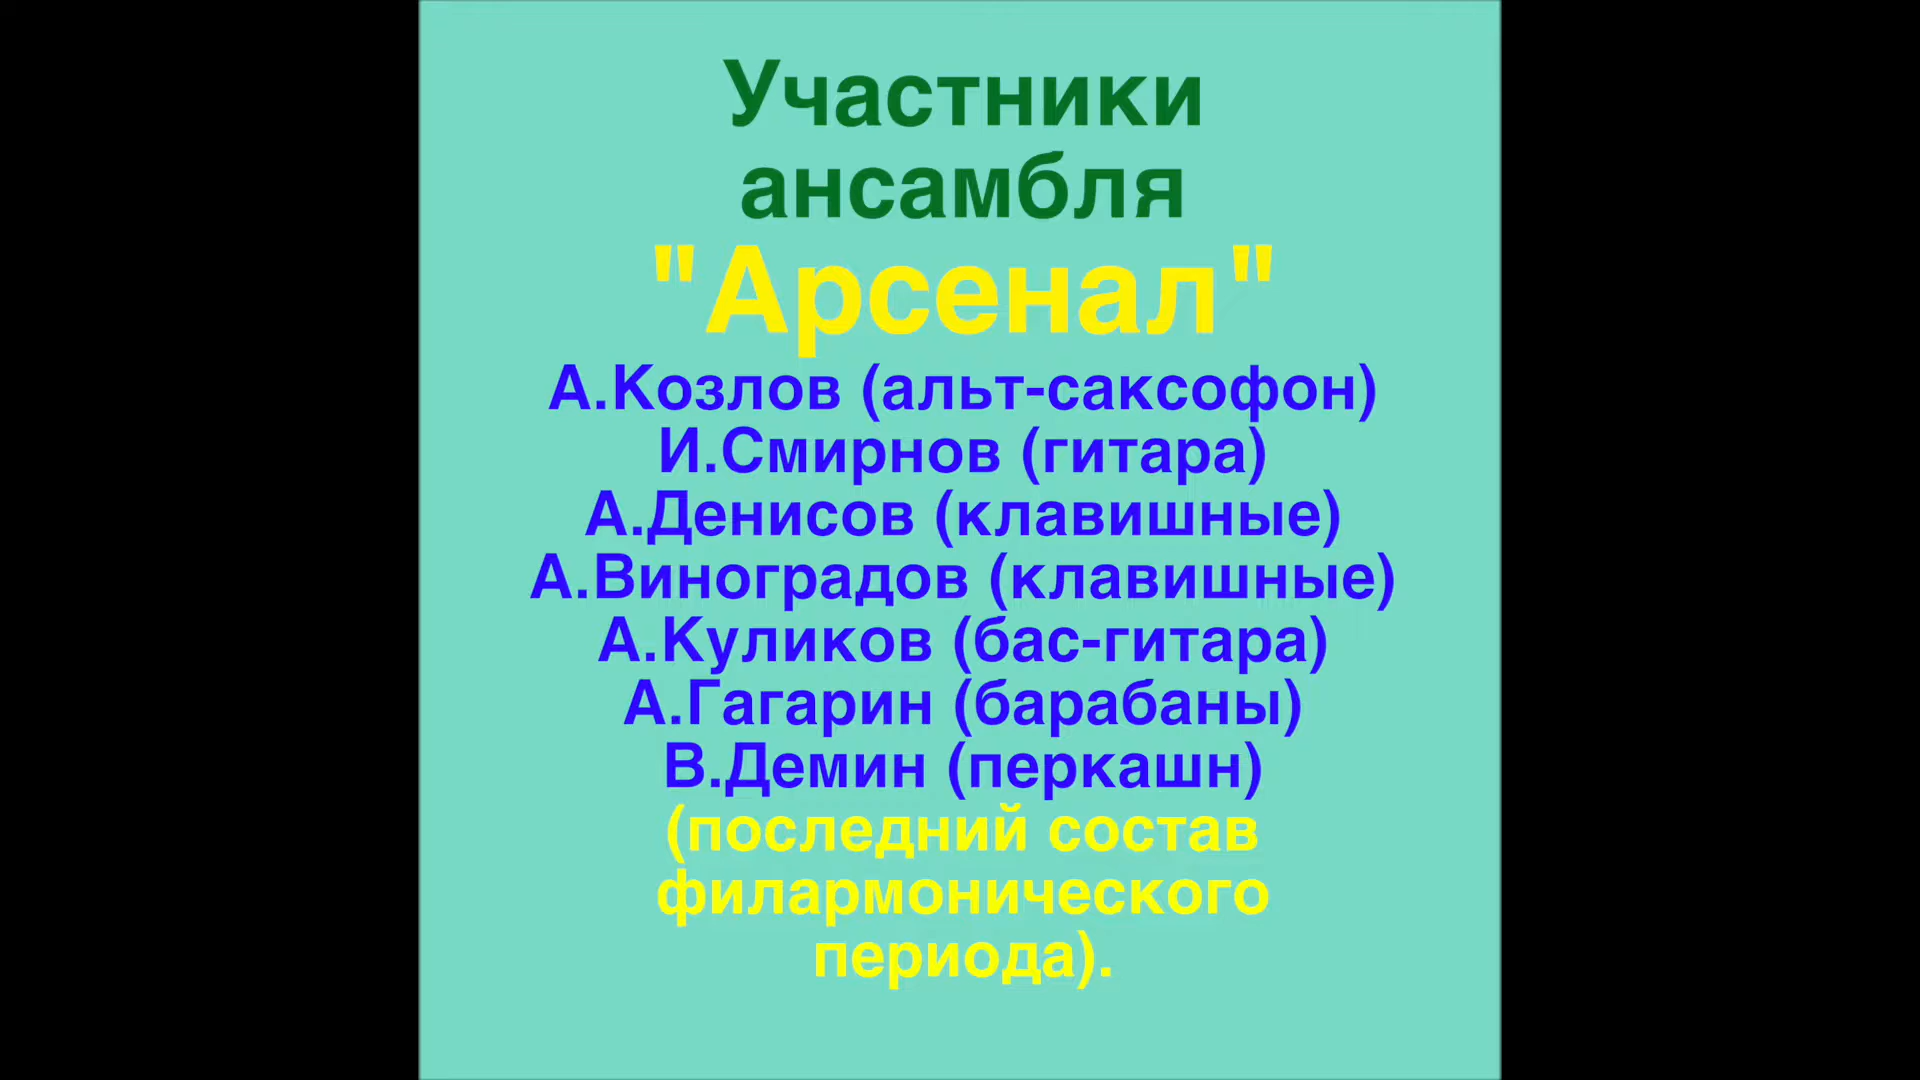 Участники
ансамбля
"Арсенал"
А.Козлов (альт-саксофон)
И.Смирнов (гитара)
А.Денисов (клавишные)
А.Виноградов (клавишные)
А.Куликов (бас-гитара)
А.Гагарин (барабаны)
В.Демин (перкашн)
(последний состав
филармонического
периода).